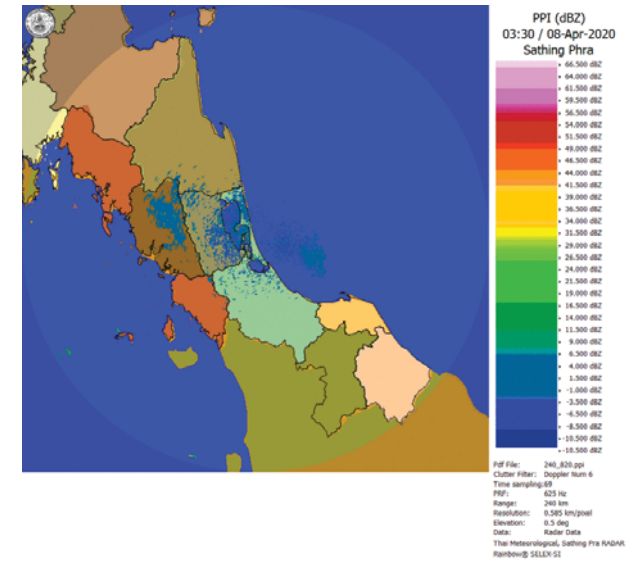 PPI (dBZ)
03:30 / 08-Apr-2020
Sathing Phra
66.500 dBZ
64.000 dBZ
61.500 dBZ
59.500 dBZ
56.500 dBZ
54.000 dBZ
51.500 dBZ
49.000 dBZ
46.500 dBZ
44.000 dBZ
41.500 dBZ
39.000 dBZ
36.500 dBZ
34.000 dBZ
31.500 dBZ
29.000 dBZ
26.500 dBZ
24.000 dBZ
21.500 dBZ
19.000 dBZ
16.500 dBZ
14.000 dBZ
11.500 dBZ
9.000 dBZ
6.500 dBZ
4.000 dBZ
1.500 dBZ
-1.000 dBZ
-3.500 dBZ
-6.500 dBZ
-8.500 dBZ
-10.500 dBZ
-10.500 dBZ
Pdf File: 240_820.ppi
Clutter Filter: Doppler Num 6
Time sampling:69
PRF: 625 Hz
Range: 240 km
Resolution: 0.585 km/pixel
Elevation: 0.5 deg
Data: Radar Data
Thai Meteorological, Sathing Pra RADAR
Rainbow® SELEX-SI